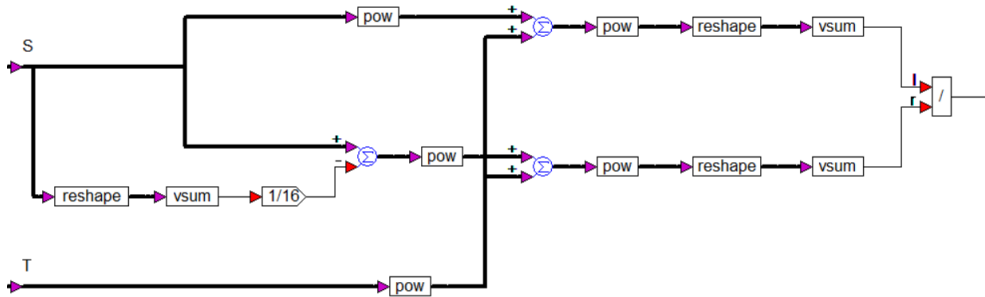 pow
+
+
Σ
pow
reshape
vsum
S
l
r
/
+
-
Σ
pow
+
+
Σ
pow
reshape
vsum
reshape
vsum
1/16
T
pow